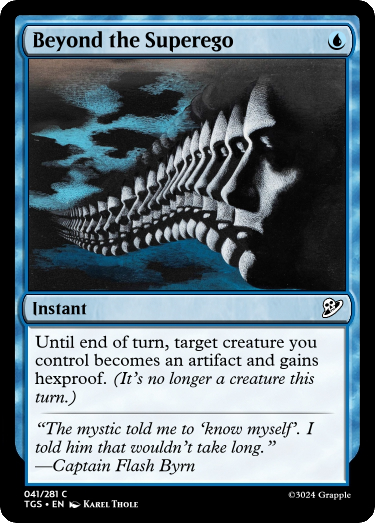 Beyond the Superego
Instant
Until end of turn, target creature you
control becomes an artifact and gains
hexproof. (It's no longer a creature this
turn.)
“The mystic told me to ‘know myself’. I
told him that wouldn't take long.”
—Captain Flash Byrn
041/281 C
TGS • EN Karel Thole
©3024 Grapple